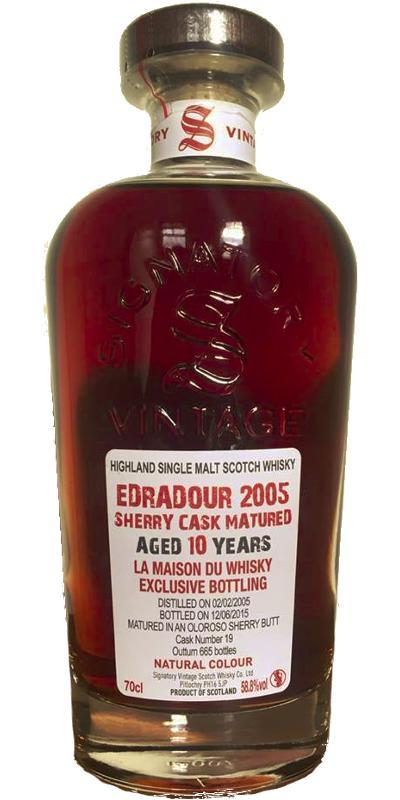 ORY S VINTA
SIGNATORY
S
VINTAGE
HIGHLAND SINGLE MALT SCOTCH WHISKY
EDRADOUR 2005
SHERRY CASK MATURED
AGED 10 YEARS
LA MAISON DU WHISKY
EXCLUSIVE BOTTLING
DISTILLED ON 02/02/2005
BOTTLED ON 12/06/2015
MATURED IN AN OLOROSO SHERRY BUTT
Cask Number 19
Outturn 665 bottles
NATURAL COLOUR
Signatory Vintage Scotch Whisky Co. Ltd
Pitlochry PH16 5JP
70cl PRODUCT OF SCOTLAND 58.8%vol S